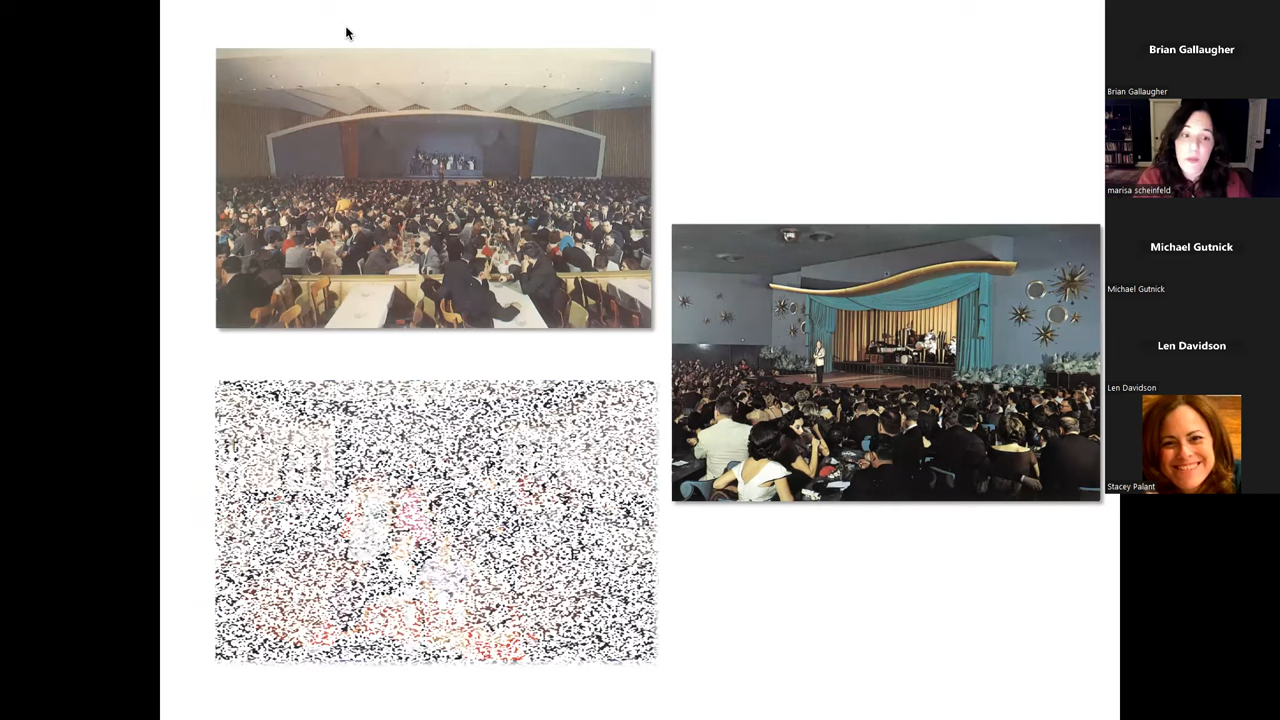 Brian Gallaugher
Brian Gallaugher
marisa scheinfeld
Michael Gutnick
Michael Gutnick
Len Davidson
Len Davidson
Stacey Palant